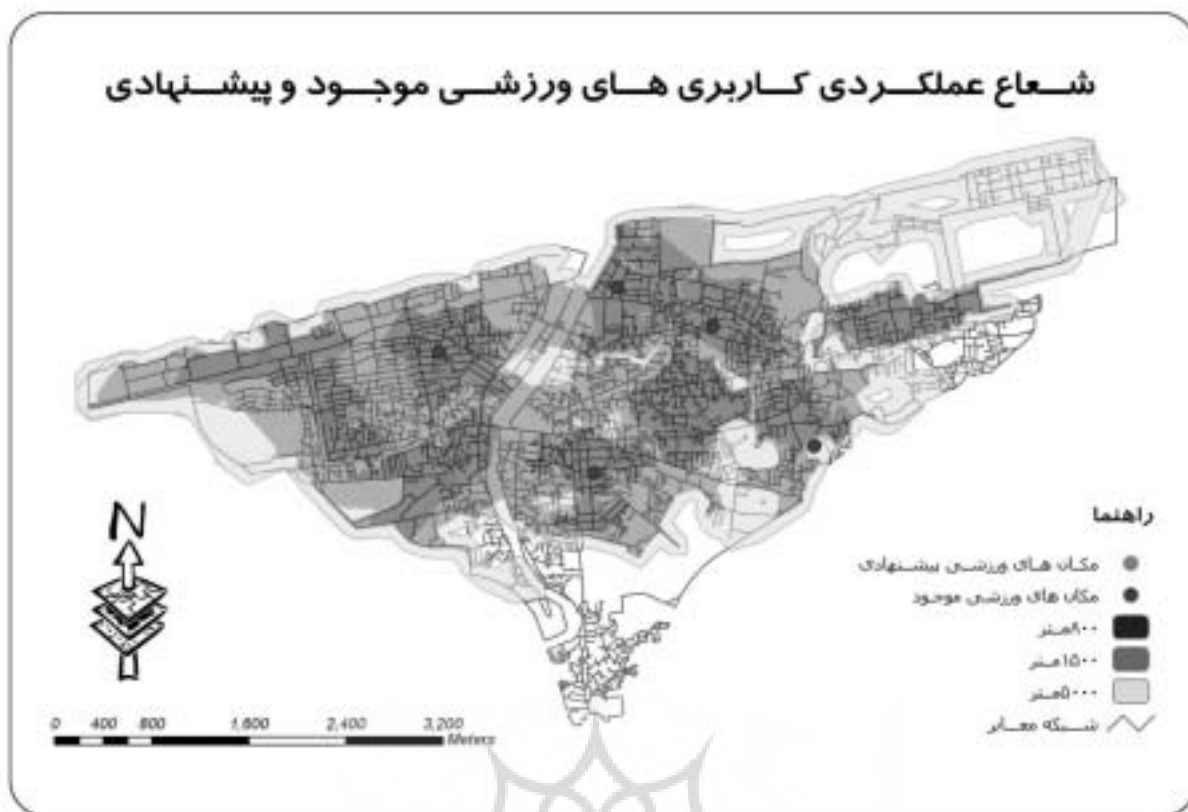 شعاع عملکردی کاربری های ورزشی موجود و پیشنهادی
N
راهنما
مکان های ورزشی پیشنهادی
مکان های ورزشی موجود
۸۰۰متر
۱۵۰۰متر
۵۰۰۰متر
شبکه معابر
0 400 800 1,600 2,400 3,200
Meters